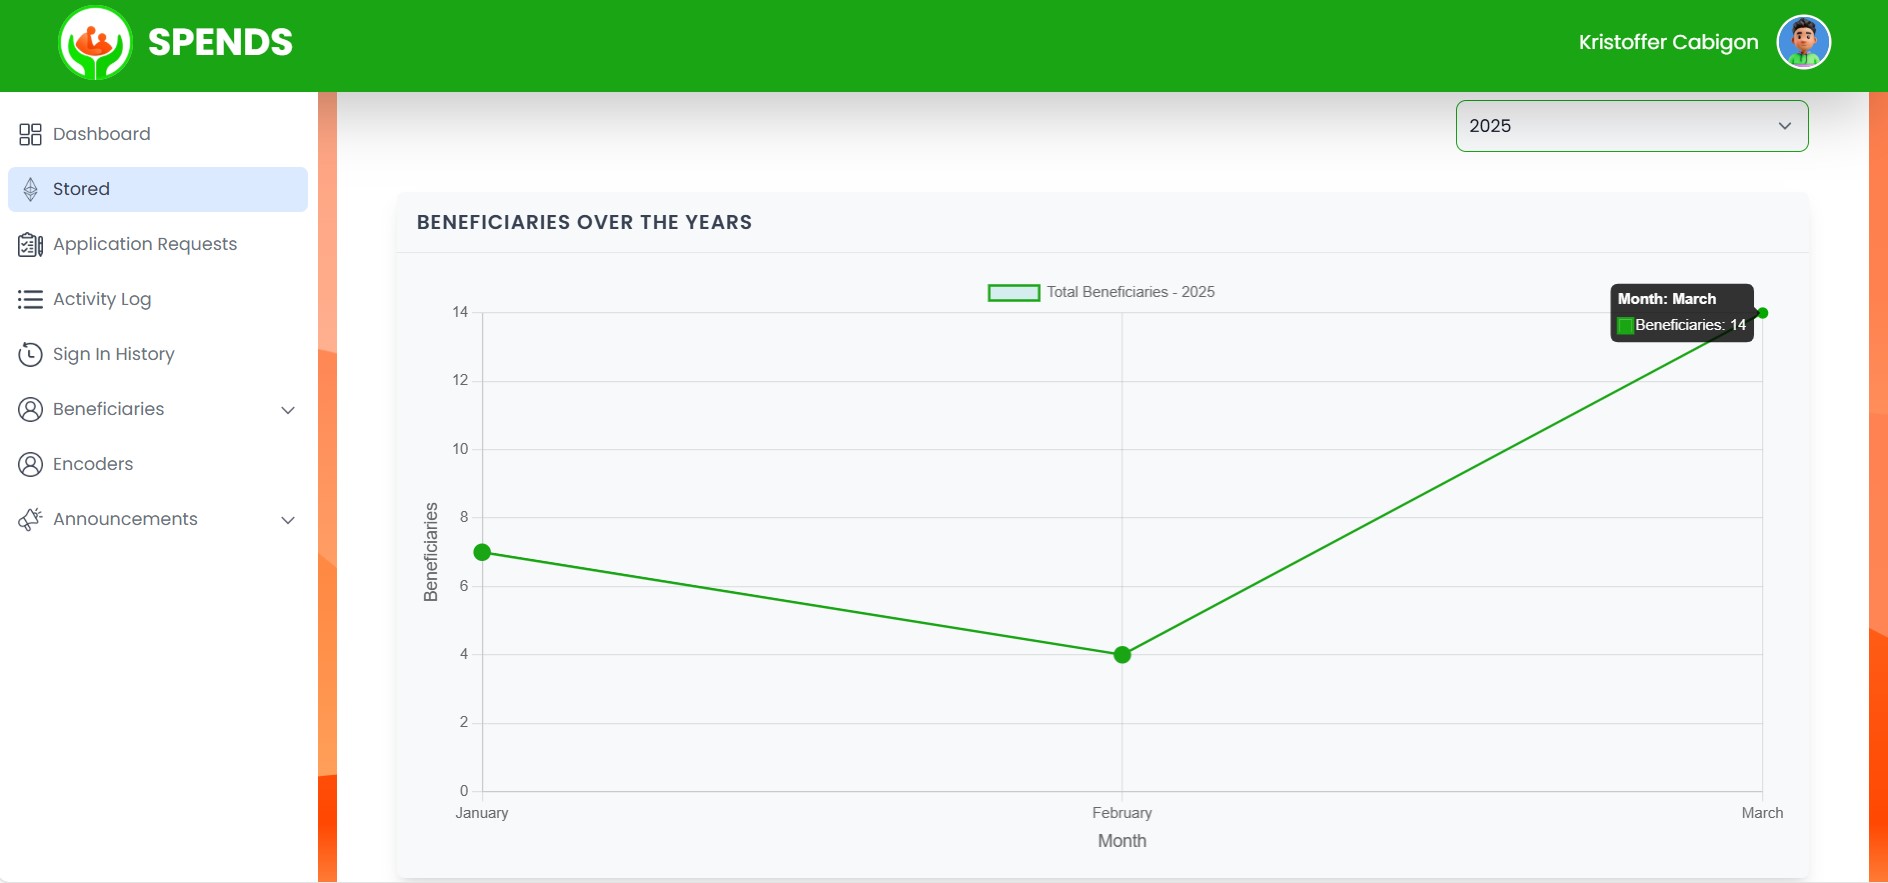 SPENDS
Kristoffer Cabigon
Dashboard
Stored
Application Requests
Activity Log
Sign In History
Beneficiaries
Encoders
Announcements
2025
BENEFICIARIES OVER THE YEARS
Total Beneficiaries - 2025
Month: March
Beneficiaries: 14
14
12
10
8
6
4
2
0
Beneficiaries
January
February
March
Month